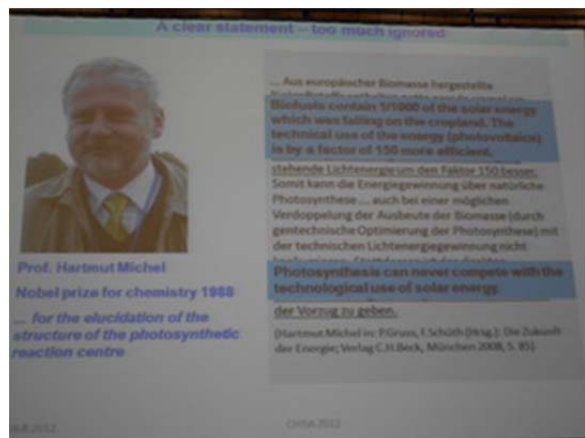 A clear statement – too much ignored
... Aus europäischer Biomasse hergestellte
Biofuels contain 1/1000 of the solar energy
which was falling on the cropland. The
technical use of the energy (photovoltaics)
is by a factor of 150 more efficient.
stehende Lichtenergie um den Faktor 150 besser.
Somit kann die Energiegewinnung über natürliche
Photosynthese ... auch bei einer möglichen
Verdoppelung der Ausbeute der Biomasse (durch
gentechnische Optimierung der Photosynthese) mit
der technischen Lichtenergiegewinnung nicht
Photosynthesis can never compete with the
technological use of solar energy.
der Vorzug zu geben.
(Hartmut Michel in: P.Gruss, F.Schüth (Hrsg.): Die Zukunft
der Energie; Verlag C.H.Beck, München 2008, S. 85)
Prof. Hartmut Michel
Nobel prize for chemistry 1988
... for the elucidation of the
structure of the photosynthetic
reaction centre
CHISA 2012